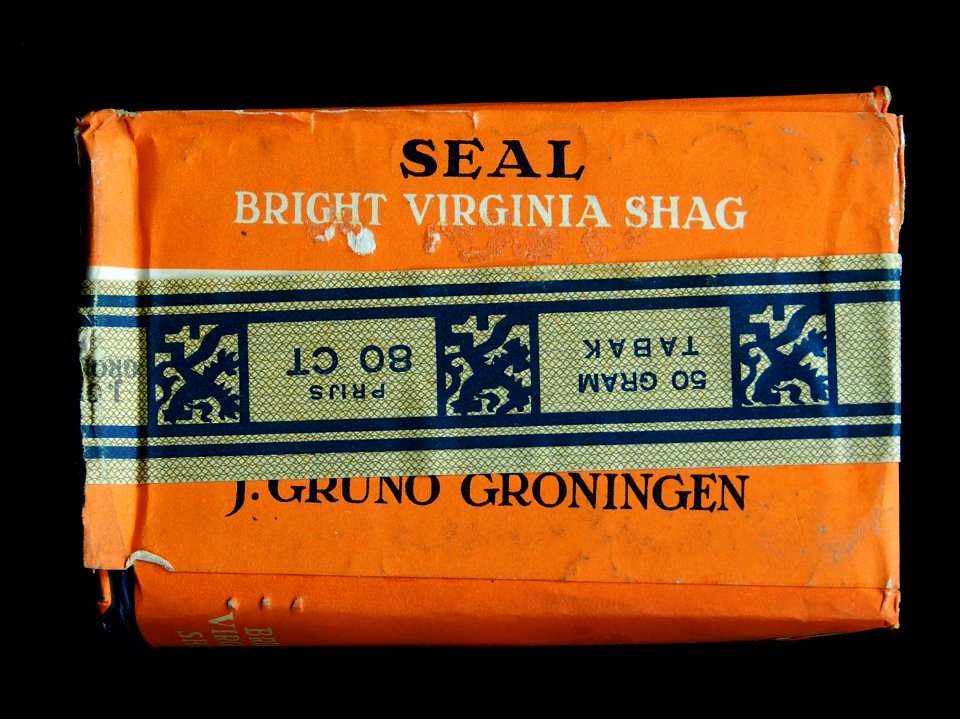 SEAL
BRIGHT VIRGINIA SHAG
PRIJS
80 CT
50 GRAM
TABAK
J. GRUNO GRONINGEN